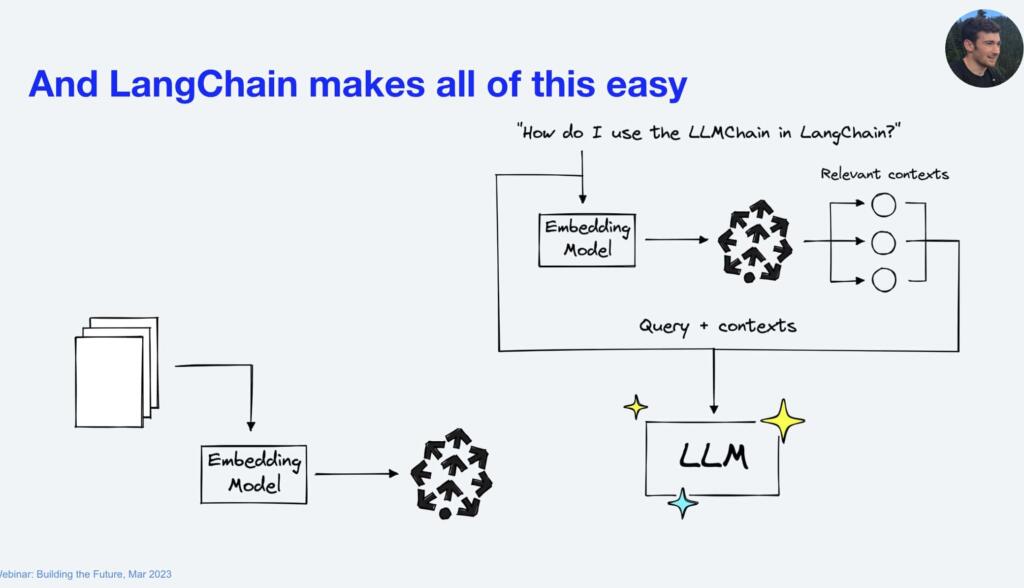 And LangChain makes all of this easy
"How do I use the LLMChain in LangChain?"
Relevant contexts
Embedding
Model
Query + contexts
LLM
Embedding
Model
Webinar: Building the Future, Mar 2023